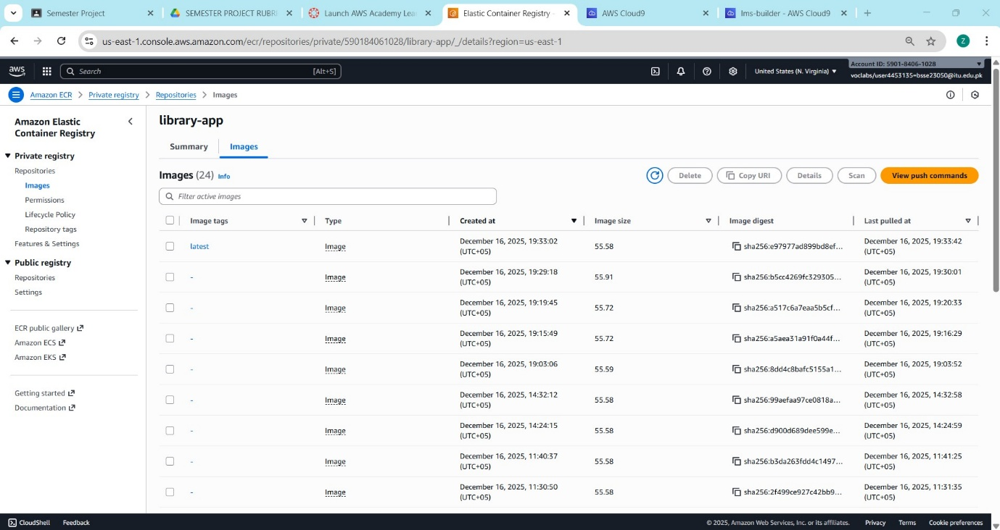 Semester Project
SEMESTER PROJECT RUBRI
Launch AWS Academy Lea
Elastic Container Registry -
AWS Cloud9
lms-builder - AWS Cloud9
us-east-1.console.aws.amazon.com/ecr/repositories/private/590184061028/library-app/_/details?region=us-east-1
Z
aws
Search
[Alt+S]
United States (N. Virginia)
Account ID: 5901-8406-1028
voclabs/user4453135=bsse23050@itu.edu.pk
Amazon ECR
Private registry
Repositories
Images
Amazon Elastic
Container Registry
Private registry
Repositories
Images
Permissions
Lifecycle Policy
Repository tags
Features & Settings
Public registry
Repositories
Settings
ECR public gallery
Amazon ECS
Amazon EKS
Getting started
Documentation
library-app
Summary
Images
Images (24) Info
Delete
Copy URI
Details
Scan
View push commands
Filter active images
Image tags Type Created at Image size Image digest Last pulled at
latest Image December 16, 2025, 19:33:02 (UTC+05) 55.58 sha256:e97977ad899bd8ef... December 16, 2025, 19:33:42 (UTC+05)
- Image December 16, 2025, 19:29:18 (UTC+05) 55.91 sha256:b5cc4269fc329305... December 16, 2025, 19:30:01 (UTC+05)
- Image December 16, 2025, 19:19:45 (UTC+05) 55.72 sha256:a517c6a7eaa5b5cf... December 16, 2025, 19:20:33 (UTC+05)
- Image December 16, 2025, 19:15:49 (UTC+05) 55.72 sha256:a5aea31a91f0a44f... December 16, 2025, 19:16:29 (UTC+05)
- Image December 16, 2025, 19:03:06 (UTC+05) 55.59 sha256:8dd4c8bafc5155a1... December 16, 2025, 19:03:52 (UTC+05)
- Image December 16, 2025, 14:32:12 (UTC+05) 55.58 sha256:99aefaa97ce0818a... December 16, 2025, 14:32:58 (UTC+05)
- Image December 16, 2025, 14:24:15 (UTC+05) 55.58 sha256:d900d689dee599e... December 16, 2025, 14:24:59 (UTC+05)
- Image December 16, 2025, 11:40:37 (UTC+05) 55.58 sha256:b3da263fdd4c1497... December 16, 2025, 11:41:25 (UTC+05)
- Image December 16, 2025, 11:30:50 (UTC+05) 55.58 sha256:2f499ce927c42bb9... December 16, 2025, 11:31:35 (UTC+05)
CloudShell
Feedback
© 2025, Amazon Web Services, Inc. or its affiliates.
Privacy
Terms
Cookie preferences